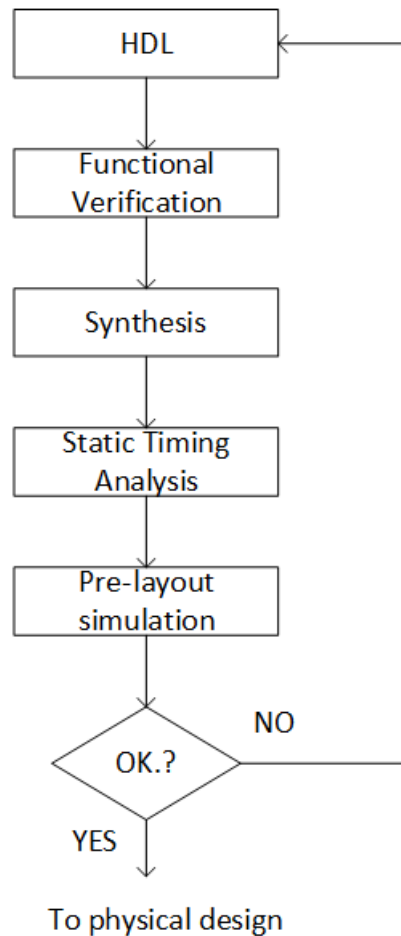 HDL
Functional
Verification
Synthesis
Static Timing
Analysis
Pre-layout
simulation
OK.?
NO
YES
To physical design